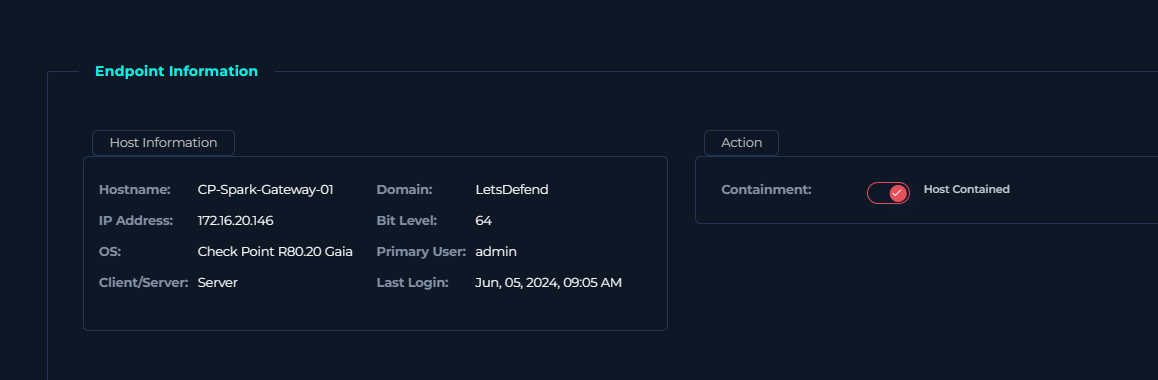 Endpoint Information
Host Information
Hostname: CP-Spark-Gateway-01 Domain: LetsDefend
IP Address: 172.16.20.146 Bit Level: 64
OS: Check Point R80.20 Gaia Primary User: admin
Client/Server: Server Last Login: Jun, 05, 2024, 09:05 AM
Action
Containment: Host Contained